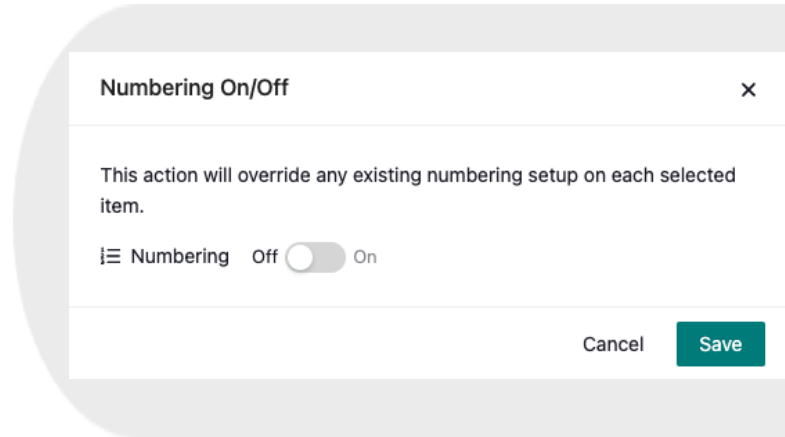 Numbering On/Off
This action will override any existing numbering setup on each selected
item.
Numbering Off On
Cancel Save